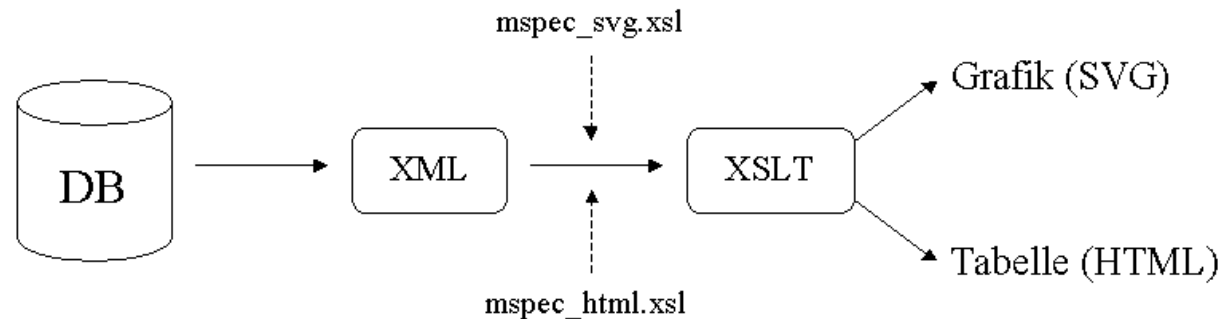 mspec_svg.xsl
Grafik (SVG)
DB
XML
XSLT
Tabelle (HTML)
mspec_html.xsl